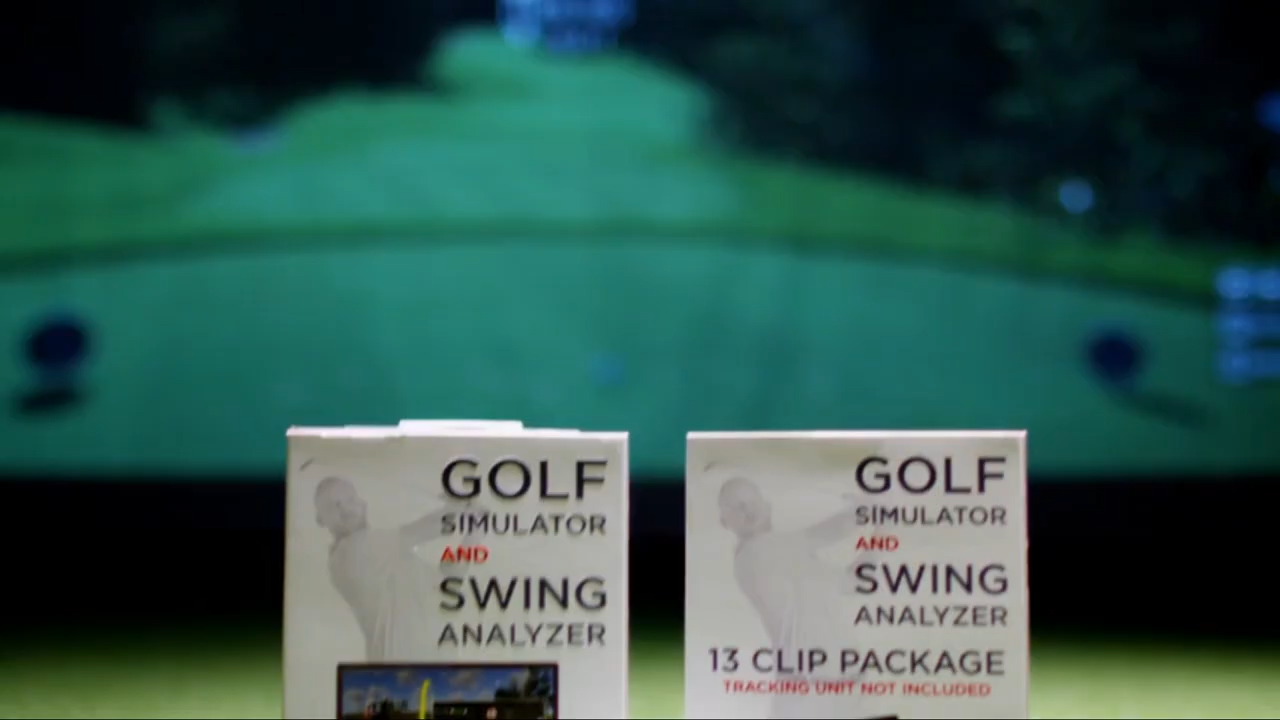 GOLF
SIMULATOR
AND
SWING
ANALYZER
GOLF
SIMULATOR
AND
SWING
ANALYZER
13 CLIP PACKAGE
TRACKING UNIT NOT INCLUDED